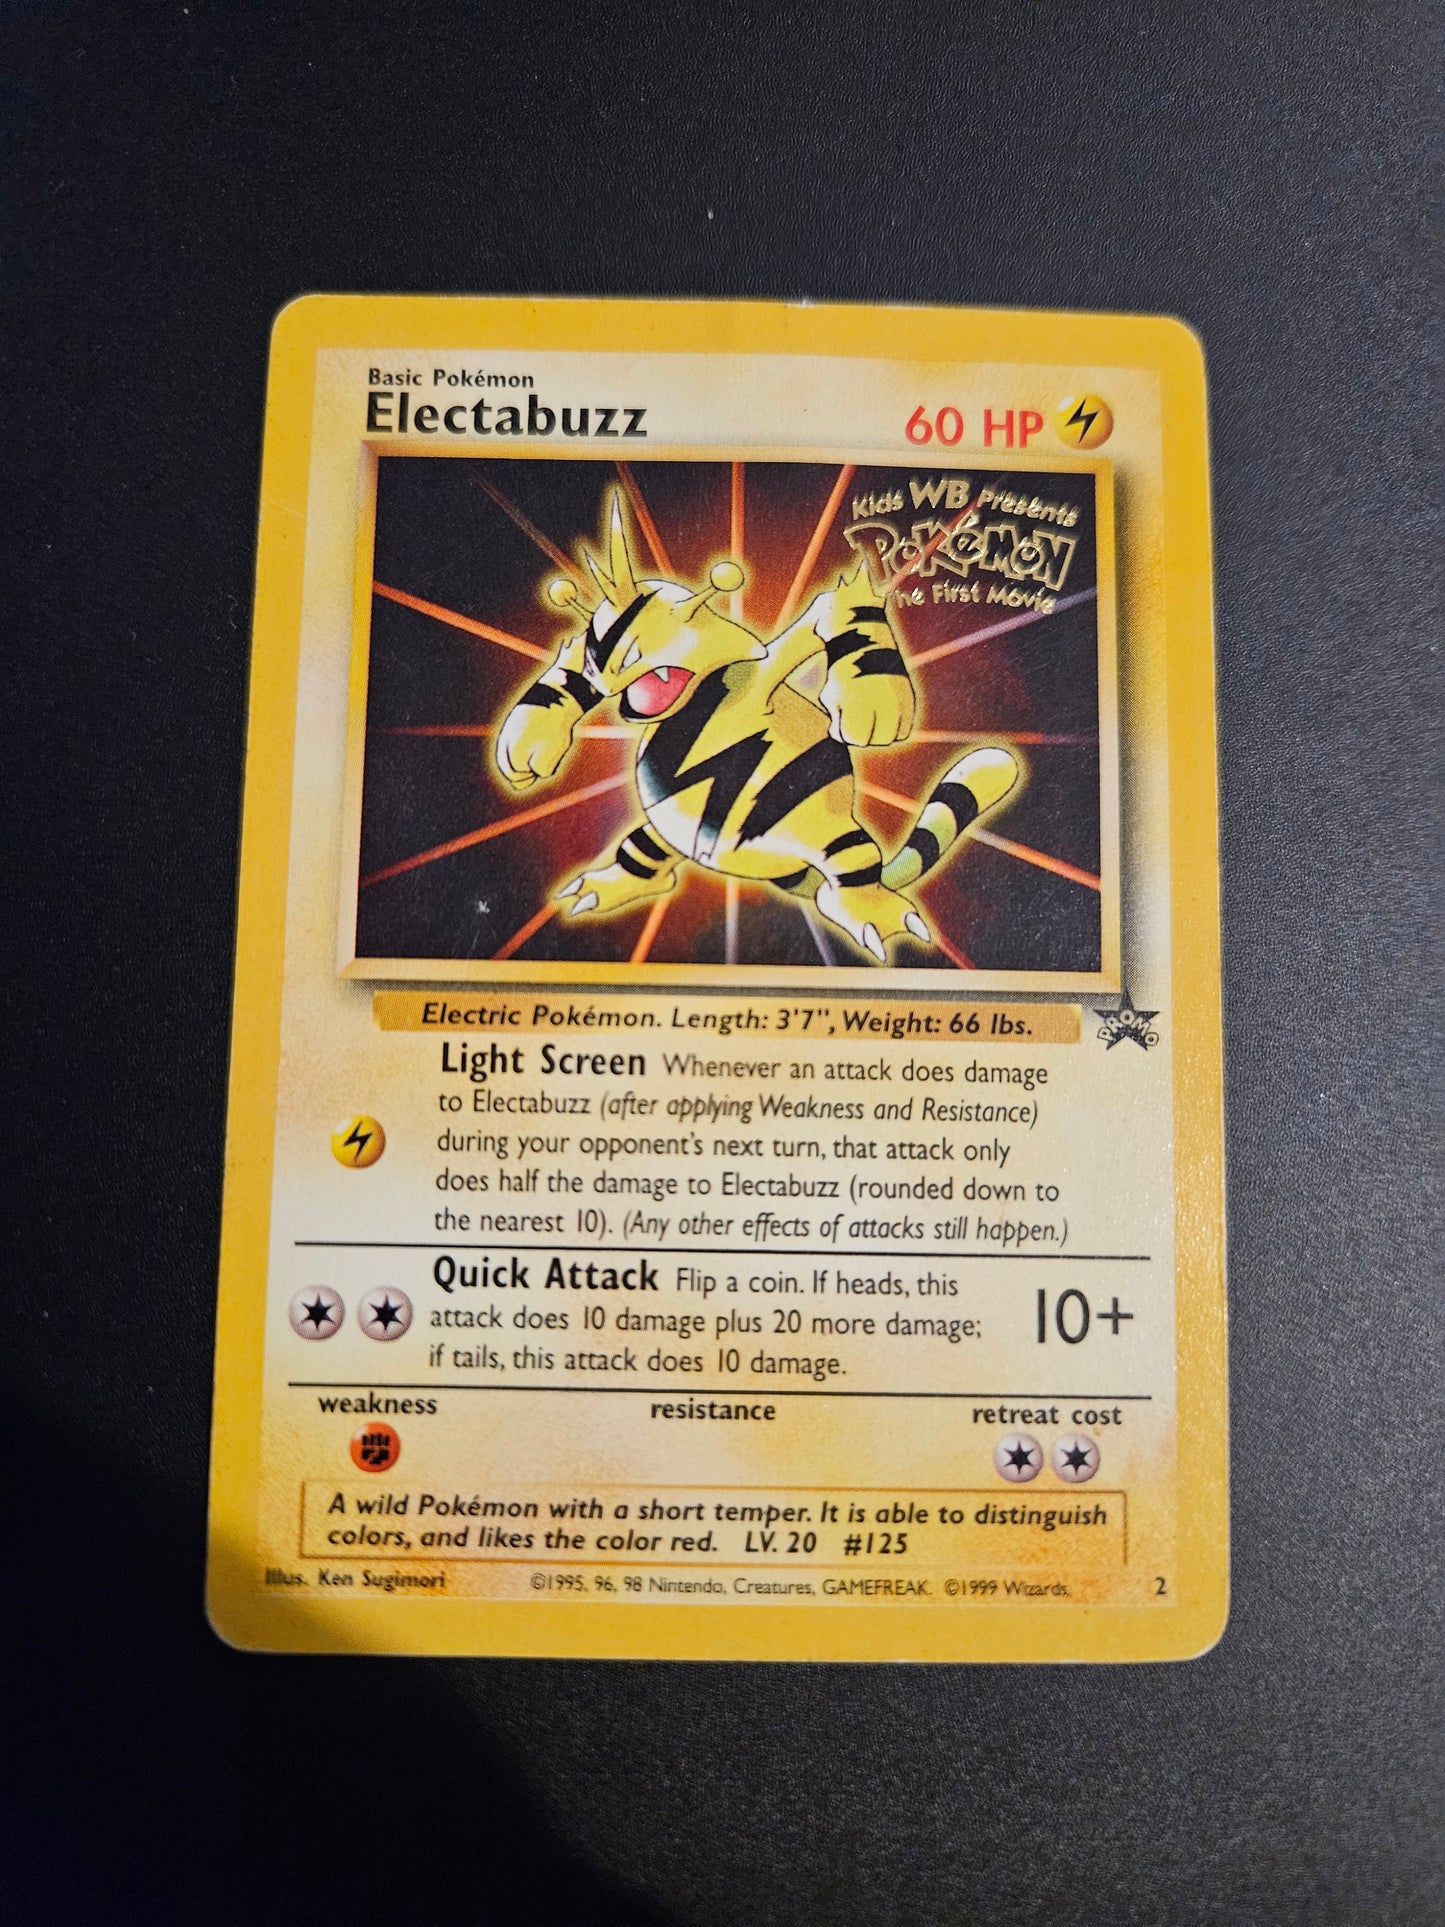 Basic Pokémon
Electabuzz
60 HP
Kids WB Presents
POKéMON
The First Movie
Electric Pokémon. Length: 3'7", Weight: 66 lbs.
PROMO
Light Screen Whenever an attack does damage
to Electabuzz (after applying Weakness and Resistance)
during your opponent's next turn, that attack only
does half the damage to Electabuzz (rounded down to
the nearest 10). (Any other effects of attacks still happen.)
Quick Attack Flip a coin. If heads, this
attack does 10 damage plus 20 more damage;
if tails, this attack does 10 damage.
10+
weakness resistance retreat cost
A wild Pokémon with a short temper. It is able to distinguish
colors, and likes the color red. LV. 20 #125
Illus. Ken Sugimori ©1995, 96, 98 Nintendo, Creatures, GAMEFREAK. ©1999 Wizards. 2